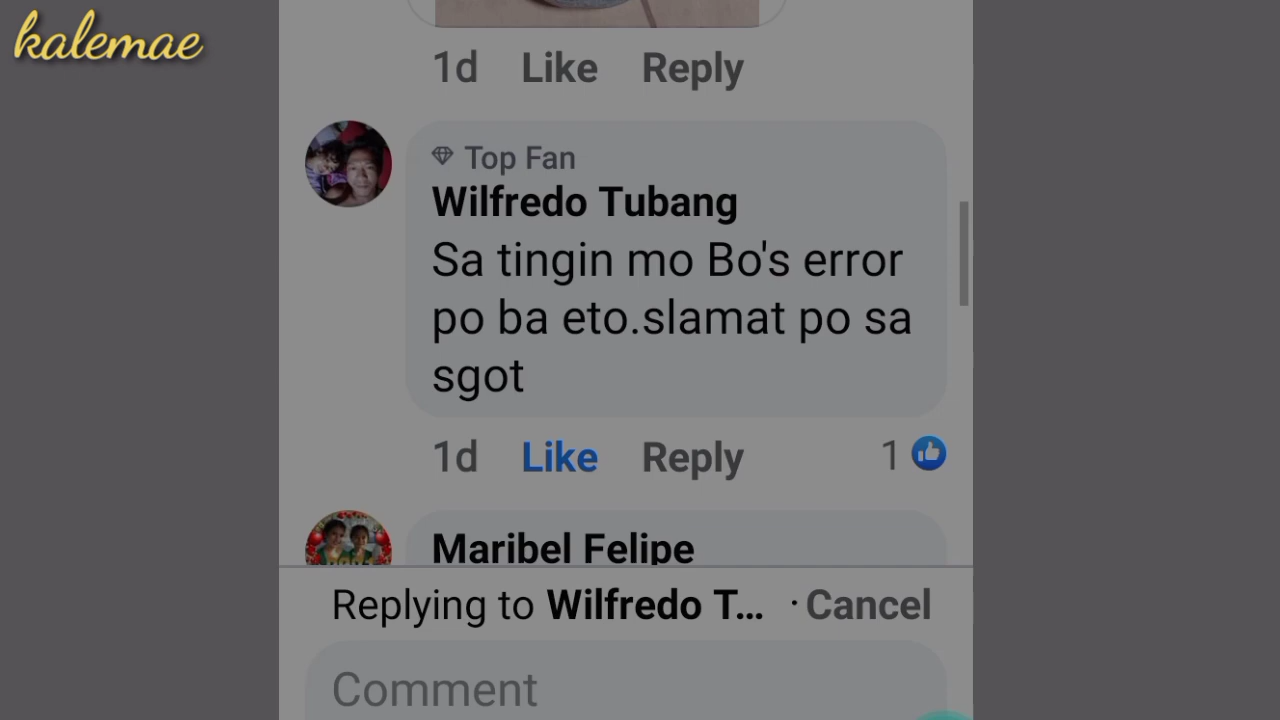 kalemae
1d Like Reply
Top Fan
Wilfredo Tubang
Sa tingin mo Bo's error
po ba eto.slamat po sa
sgot
1d Like Reply 1
Maribel Felipe
Replying to Wilfredo T... · Cancel
Comment